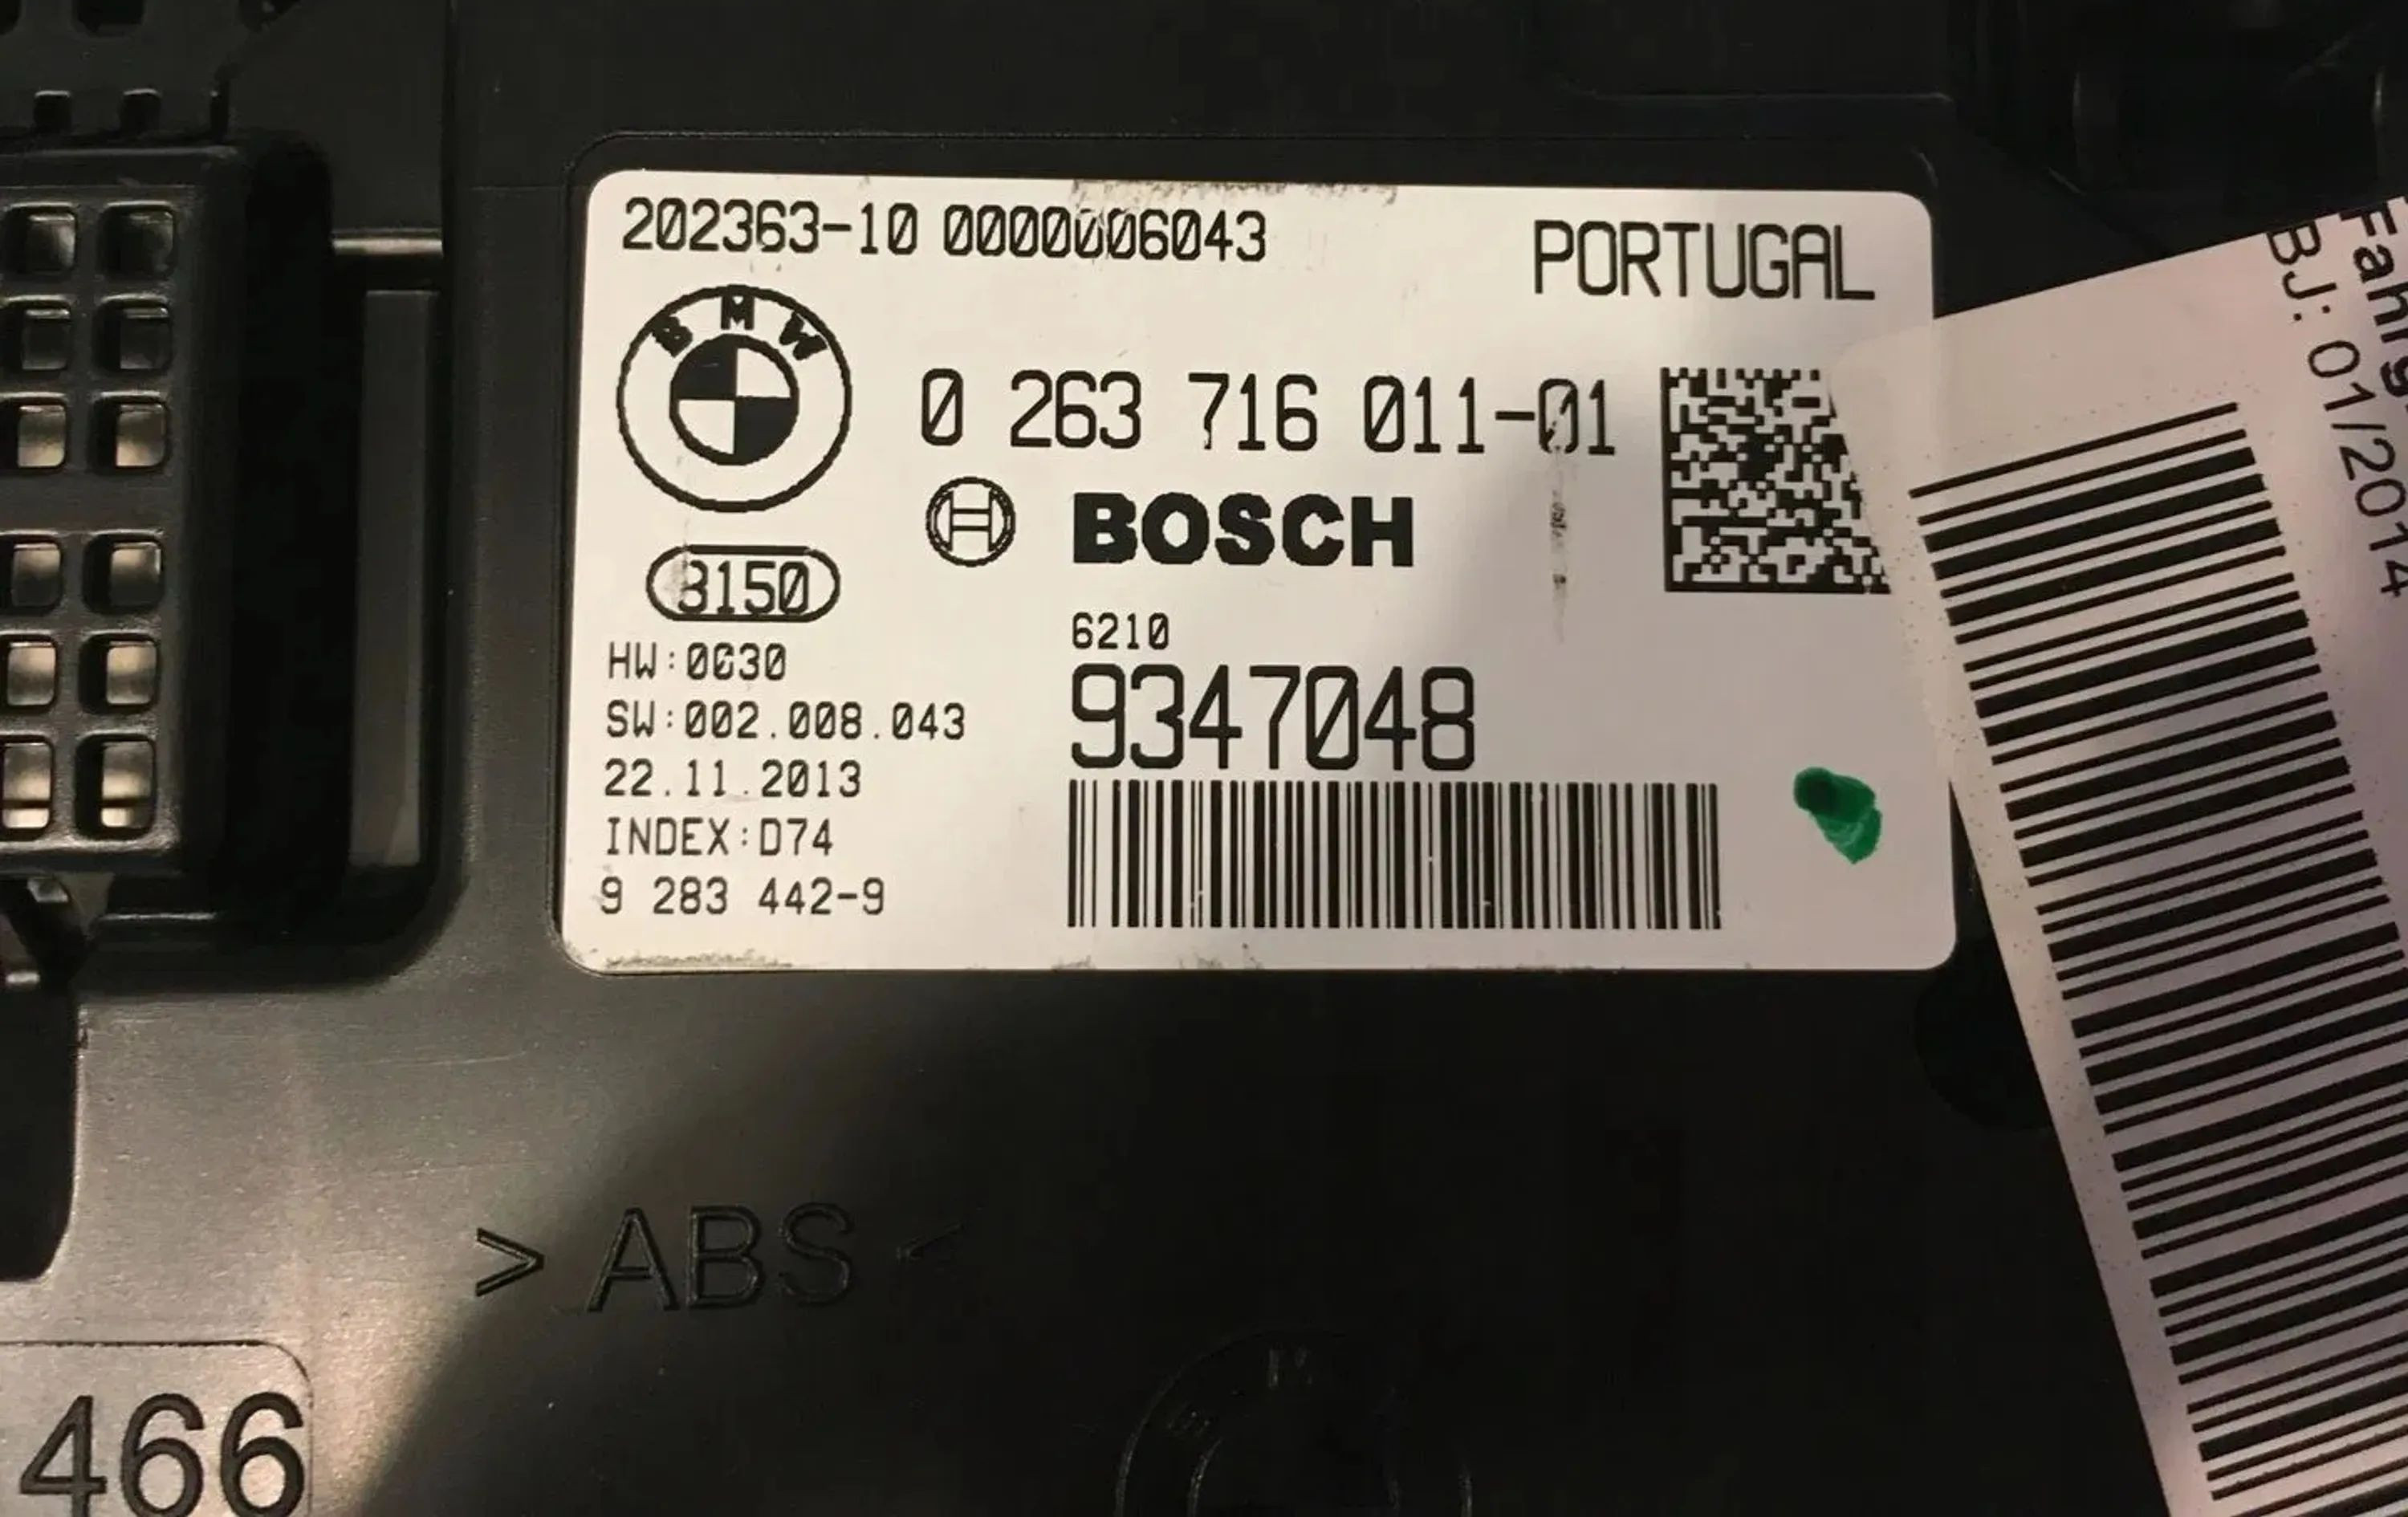 202363-10 0000006043
PORTUGAL
BMW
0 263 716 011-01
BOSCH
3150
6210
HW:0030
9347048
SW:002.008.043
22.11.2013
INDEX:D74
9 283 442-9
BJ: 01/2014
> ABS <
466